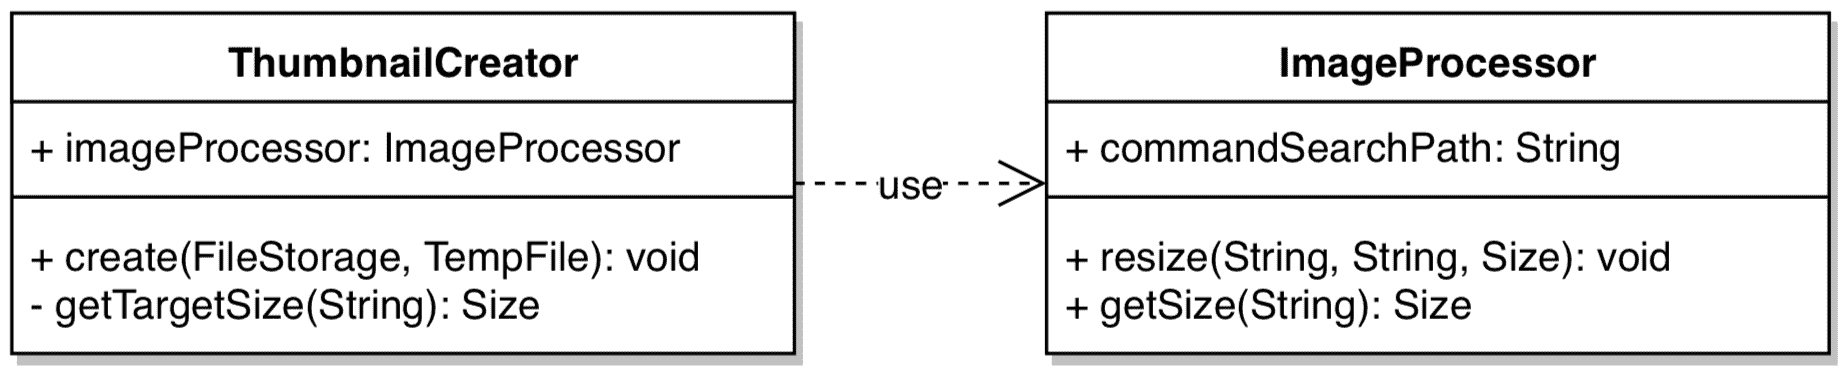 ThumbnailCreator
+ imageProcessor: ImageProcessor
+ create(FileStorage, TempFile): void
- getTargetSize(String): Size
use
ImageProcessor
+ commandSearchPath: String
+ resize(String, String, Size): void
+ getSize(String): Size